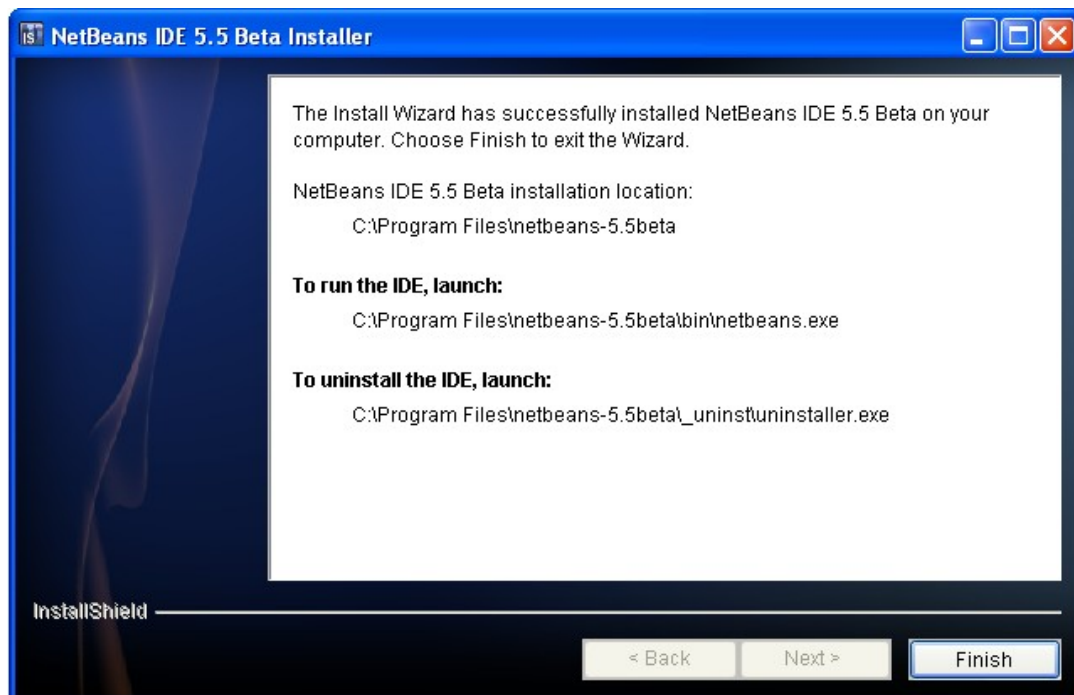 NetBeans IDE 5.5 Beta Installer
The Install Wizard has successfully installed NetBeans IDE 5.5 Beta on your
computer. Choose Finish to exit the Wizard.
NetBeans IDE 5.5 Beta installation location:
C:\Program Files\netbeans-5.5beta
To run the IDE, launch:
C:\Program Files\netbeans-5.5beta\bin\netbeans.exe
To uninstall the IDE, launch:
C:\Program Files\netbeans-5.5beta\_uninst\uninstaller.exe
InstallShield
< Back Next > Finish